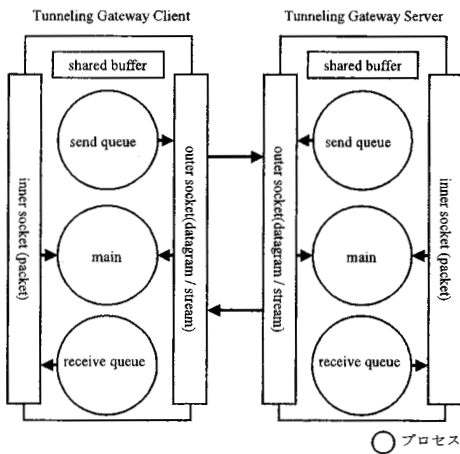 Tunneling Gateway Client
Tunneling Gateway Server
shared buffer
send queue
main
receive queue
inner socket (packet)
outer socket(datagram / stream)
shared buffer
send queue
main
receive queue
outer socket(datagram / stream)
inner socket (packet)
プロセス